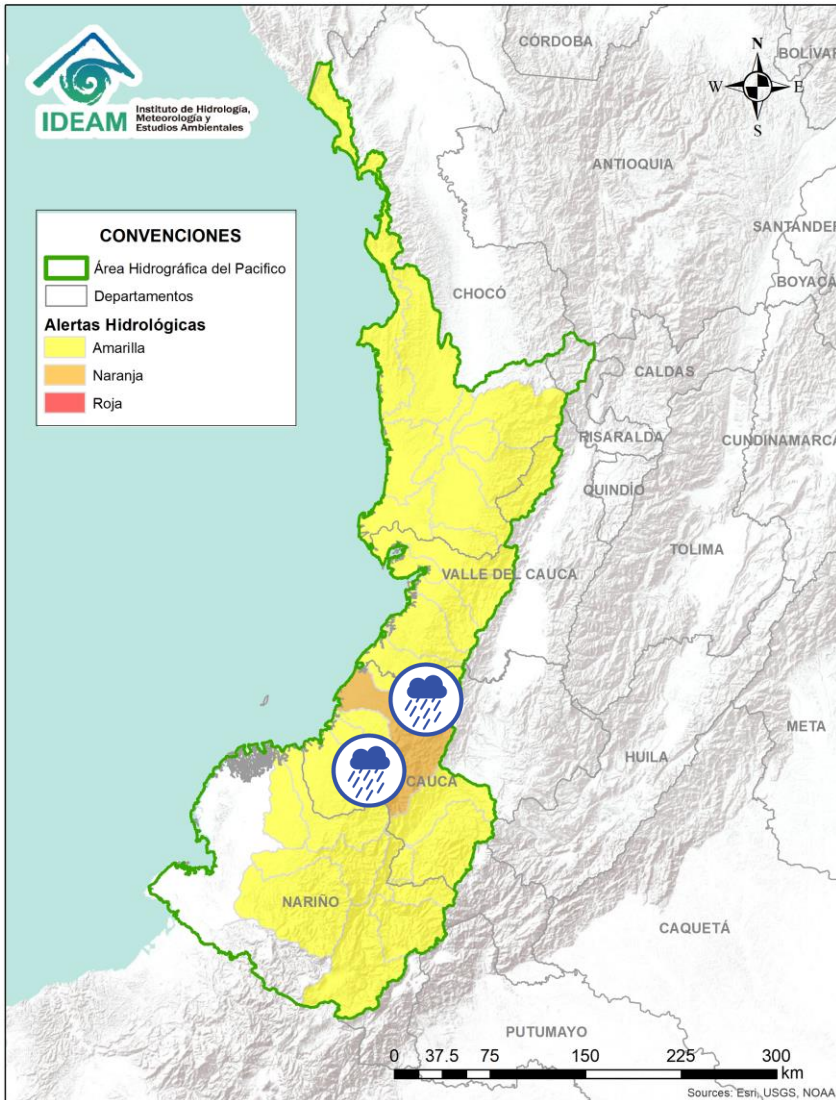 IDEAM
Instituto de Hidrología,
Meteorología y
Estudios Ambientales
N
W
E
S
CÓRDOBA
BOLÍVAR
ANTIOQUIA
SANTANDER
BOYACÁ
CHOCÓ
CALDAS
RISARALDA
CUNDINAMARCA
QUINDÍO
TOLIMA
VALLE DEL CAUCA
META
HUILA
CAUCA
NARIÑO
CAQUETÁ
PUTUMAYO
CONVENCIONES
Área Hidrográfica del Pacifico
Departamentos
Alertas Hidrológicas
Amarilla
Naranja
Roja
0 37.5 75 150 225 300
km
Sources: Esri, USGS, NOAA